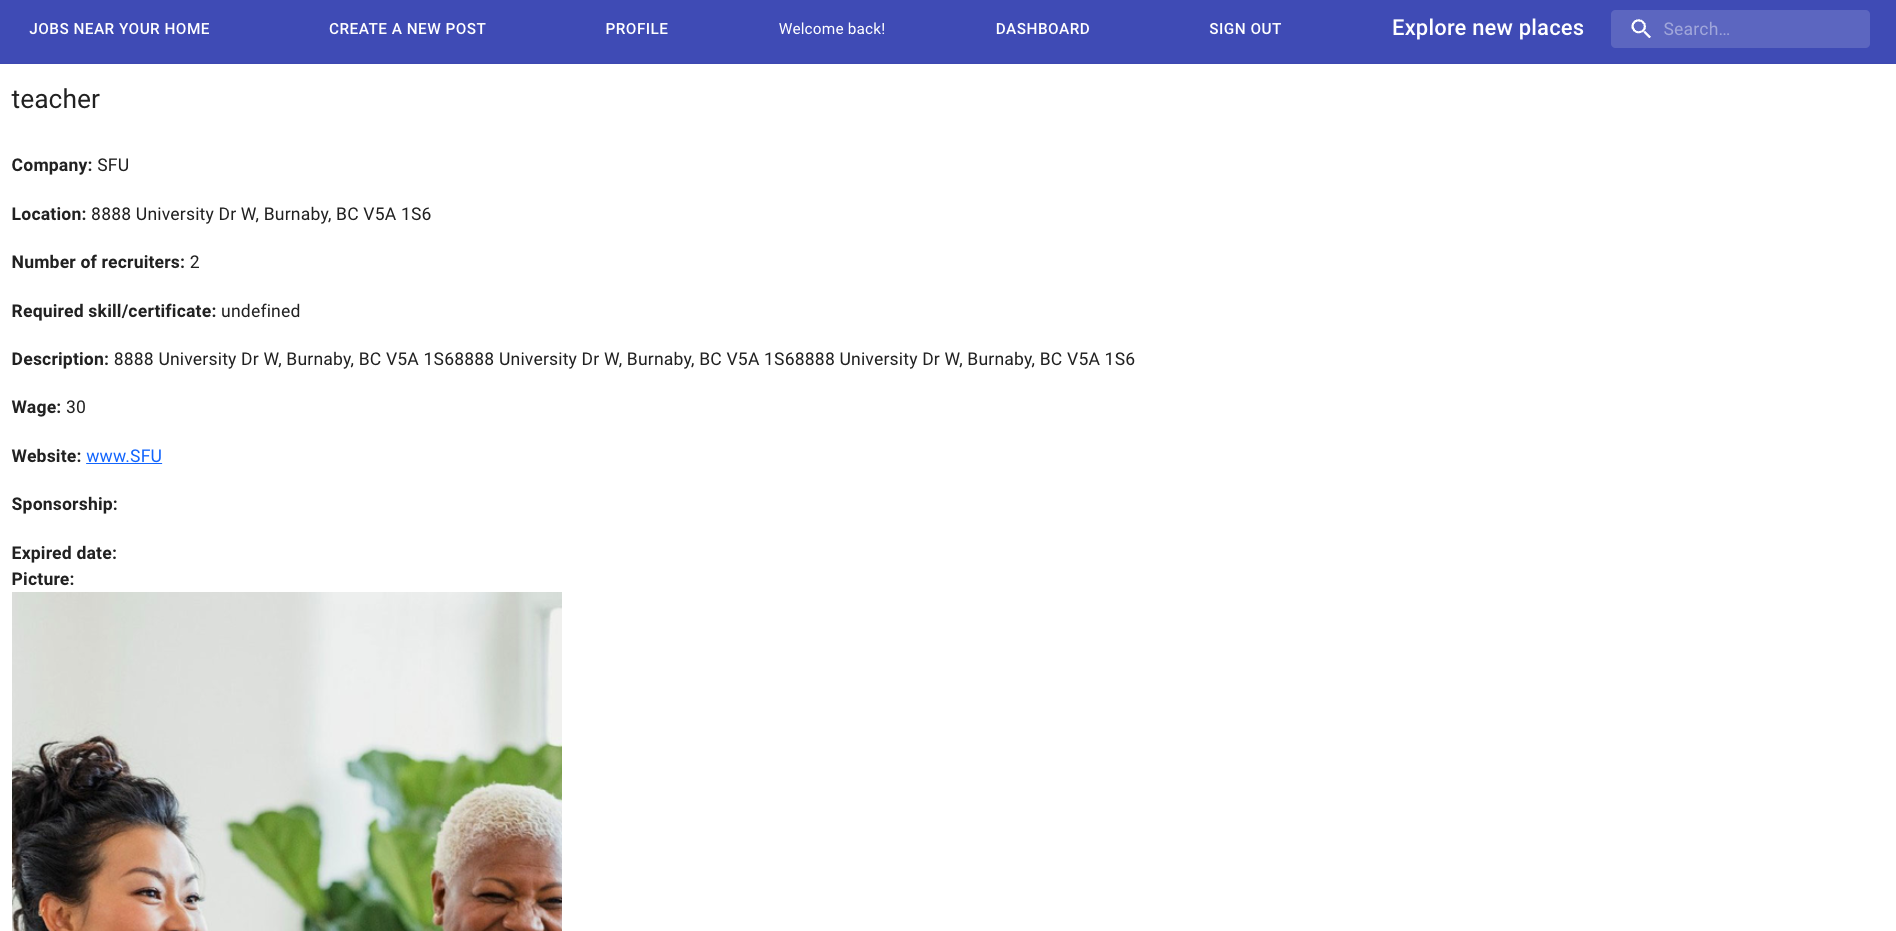 JOBS NEAR YOUR HOME CREATE A NEW POST PROFILE Welcome back! DASHBOARD SIGN OUT Explore new places Search...
teacher
Company: SFU
Location: 8888 University Dr W, Burnaby, BC V5A 1S6
Number of recruiters: 2
Required skill/certificate: undefined
Description: 8888 University Dr W, Burnaby, BC V5A 1S68888 University Dr W, Burnaby, BC V5A 1S68888 University Dr W, Burnaby, BC V5A 1S6
Wage: 30
Website: www.SFU
Sponsorship:
Expired date:
Picture: